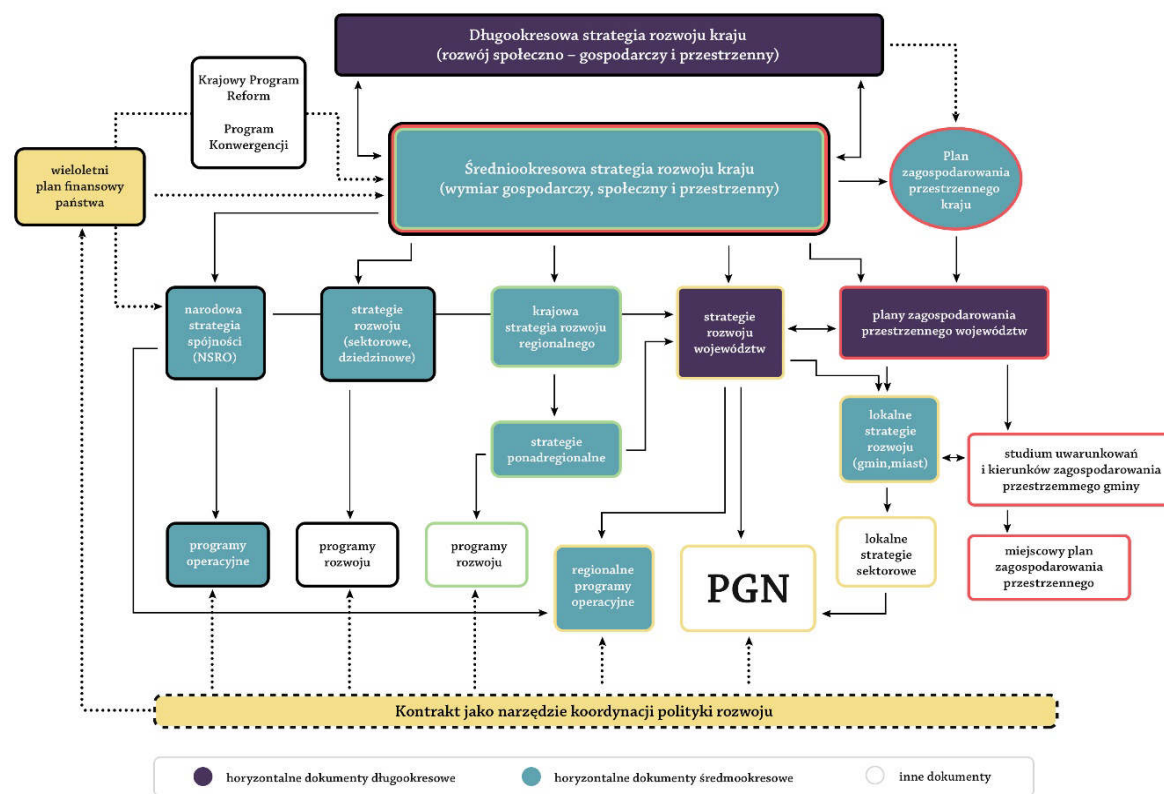 Długookresowa strategia rozwoju kraju
(rozwój społeczno – gospodarczy i przestrzenny)
Krajowy Program
Reform
Program
Konwergencji
wieloletni
plan finansowy
państwa
Średniookresowa strategia rozwoju kraju
(wymiar gospodarczy, społeczny i przestrzenny)
Plan
zagospodarowania
przestrzennego
kraju
narodowa
strategia
spójności
(NSRO)
strategie
rozwoju
(sektorowe,
dziedzinowe)
krajowa
strategia rozwoju
regionalnego
strategie
rozwoju
województw
plany zagospodarowania
przestrzennego województw
strategie
ponadregionalne
lokalne
strategie
rozwoju
(gmin,miast)
studium uwarunkowań
i kierunków zagospodarowania
przestrzemmego gminy
programy
operacyjne
programy
rozwoju
programy
rozwoju
regionalne
programy
operacyjne
PGN
lokalne
strategie
sektorowe
miejscowy plan
zagospodarowania
przestrzennego
Kontrakt jako narzędzie koordynacji polityki rozwoju
horyzontalne dokumenty długookresowe
horyzontalne dokumenty średmookresowe
inne dokumenty